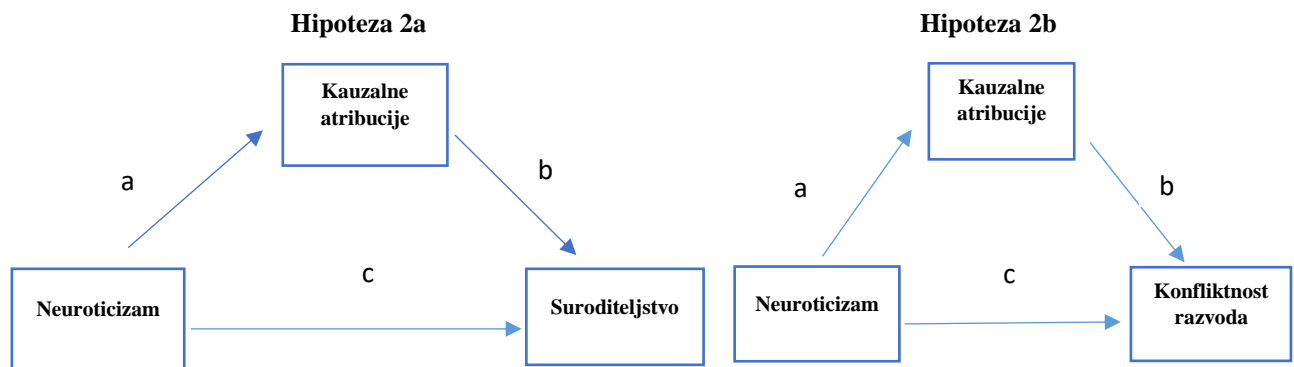 Hipoteza 2a
Kauzalne
atribucije
a
b
c
Neuroticizam
Suroditeljstvo
Hipoteza 2b
Kauzalne
atribucije
a
b
c
Neuroticizam
Konfliktnost
razvoda